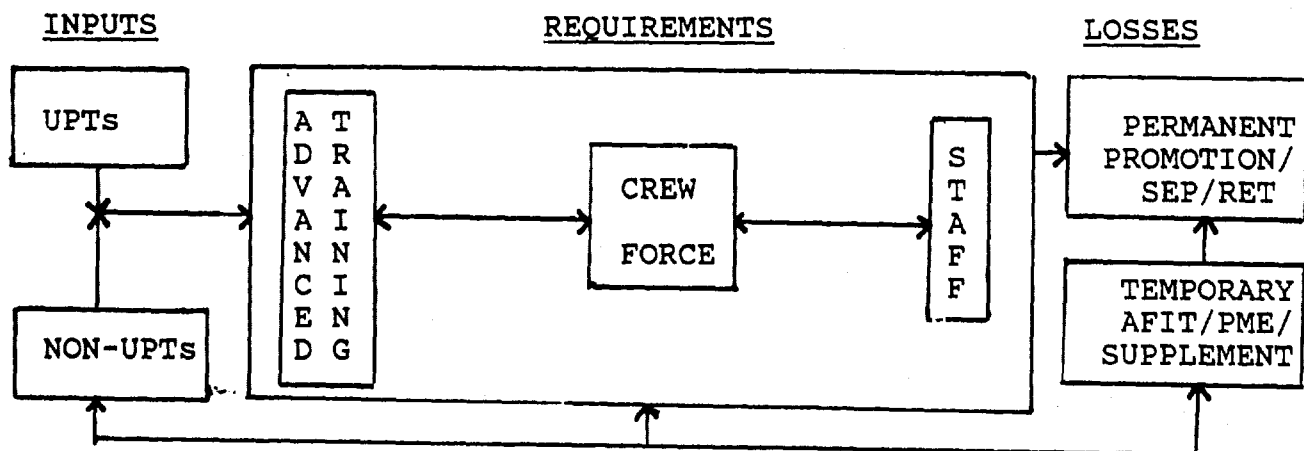 INPUTS
REQUIREMENTS
LOSSES
UPTs
NON-UPTs
ADVANCED
TRAINING
CREW
FORCE
STAFF
PERMANENT
PROMOTION/
SEP/RET
TEMPORARY
AFIT/PME/
SUPPLEMENT